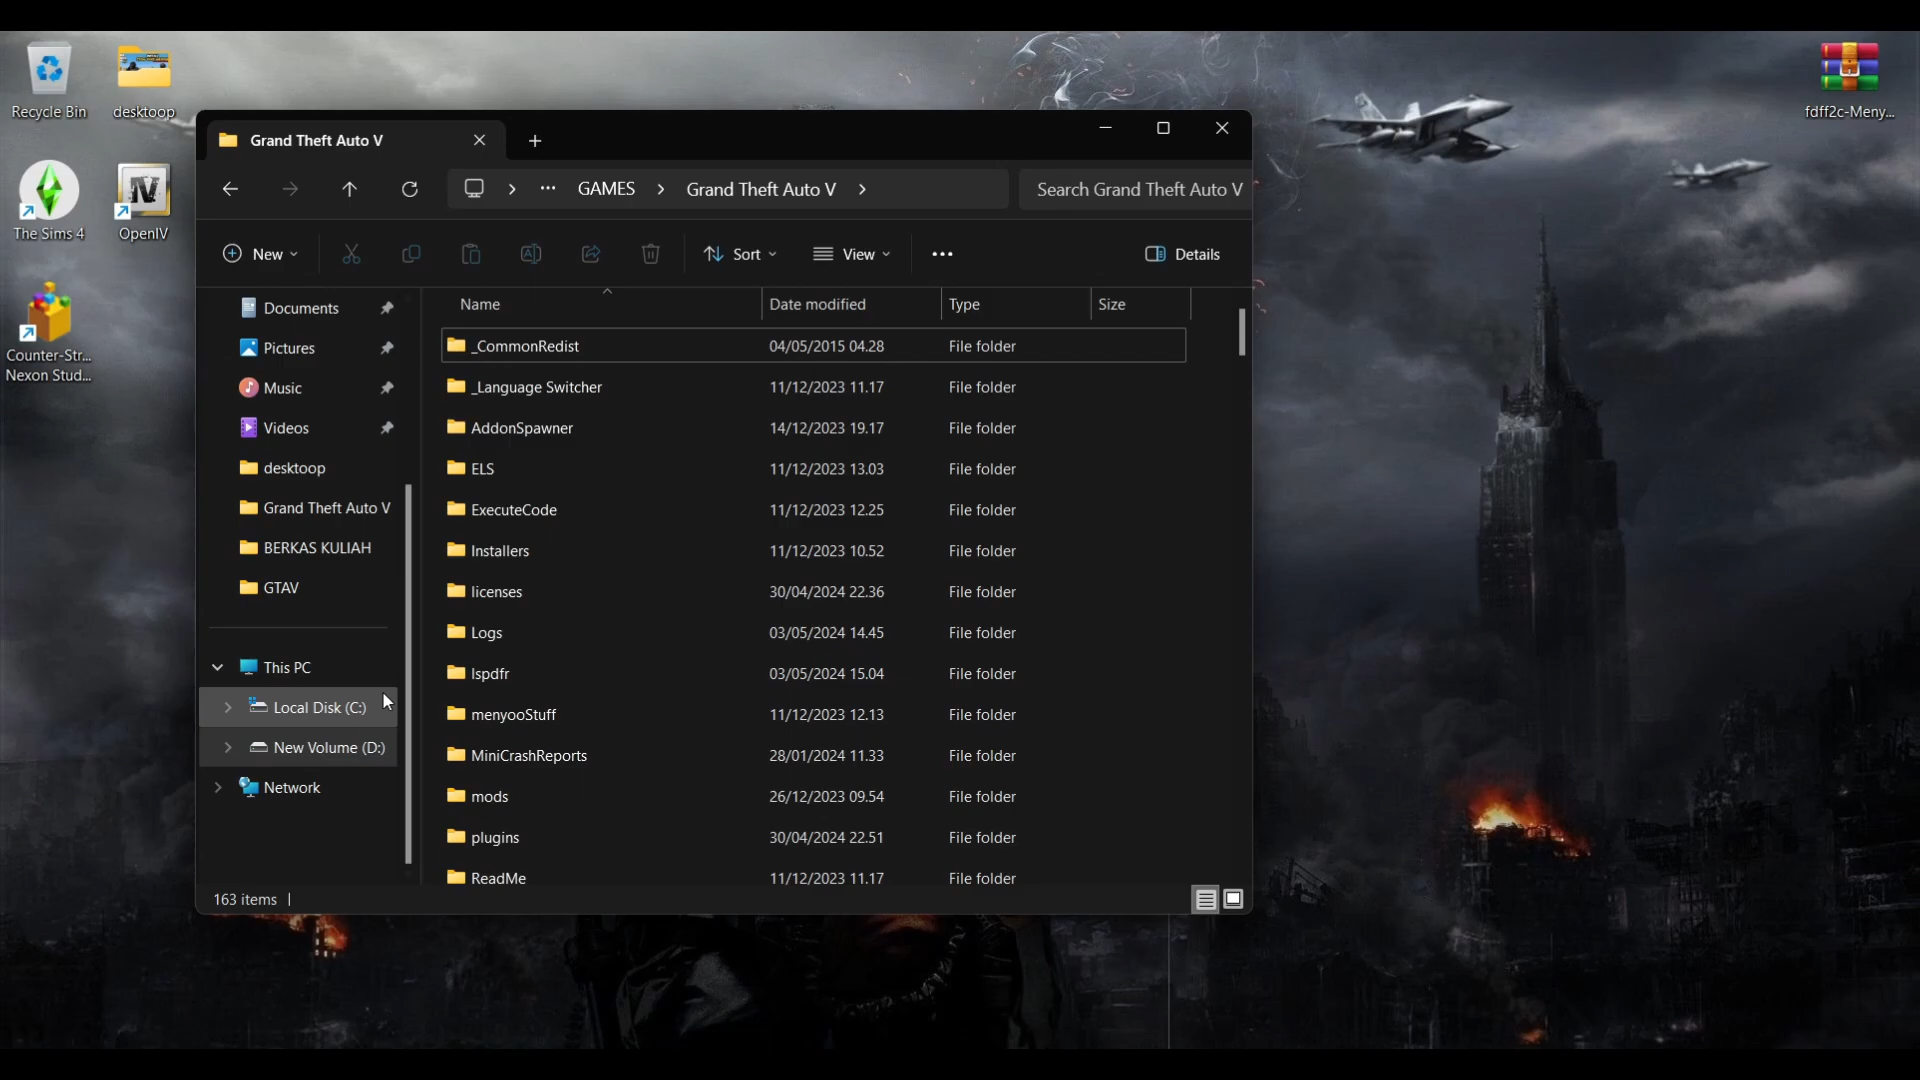 Recycle Bin
desktoop
fdff2c-Meny...
The Sims 4
OpenIV
Counter-Str...
Nexon Stud...
Grand Theft Auto V
GAMES
Grand Theft Auto V
Search Grand Theft Auto V
New
Sort
View
Details
Documents
Pictures
Music
Videos
desktoop
Grand Theft Auto V
BERKAS KULIAH
GTAV
This PC
Local Disk (C:)
New Volume (D:)
Network
Name Date modified Type Size
_CommonRedist 04/05/2015 04.28 File folder
_Language Switcher 11/12/2023 11.17 File folder
AddonSpawner 14/12/2023 19.17 File folder
ELS 11/12/2023 13.03 File folder
ExecuteCode 11/12/2023 12.25 File folder
Installers 11/12/2023 10.52 File folder
licenses 30/04/2024 22.36 File folder
Logs 03/05/2024 14.45 File folder
lspdfr 03/05/2024 15.04 File folder
menyooStuff 11/12/2023 12.13 File folder
MiniCrashReports 28/01/2024 11.33 File folder
mods 26/12/2023 09.54 File folder
plugins 30/04/2024 22.51 File folder
ReadMe 11/12/2023 11.17 File folder
163 items